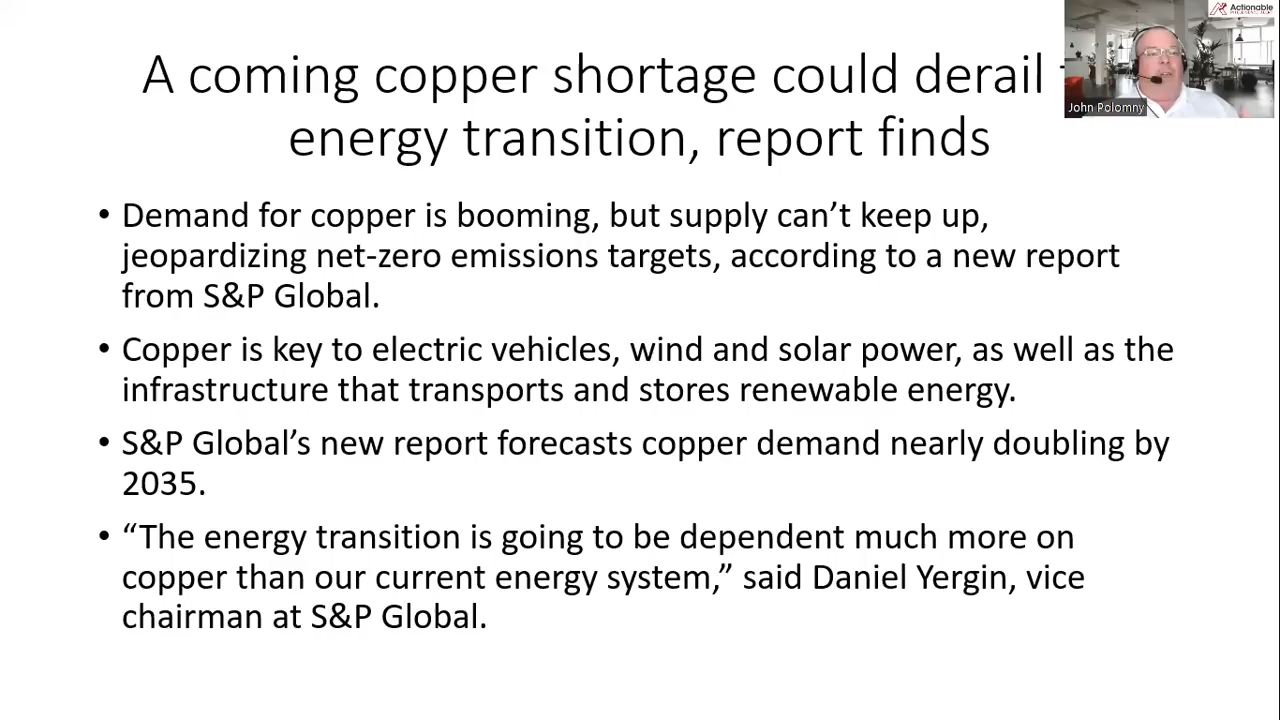 Actionable
A coming copper shortage could derail
John Polomny
energy transition, report finds
• Demand for copper is booming, but supply can’t keep up,
jeopardizing net-zero emissions targets, according to a new report
from S&P Global.
• Copper is key to electric vehicles, wind and solar power, as well as the
infrastructure that transports and stores renewable energy.
• S&P Global’s new report forecasts copper demand nearly doubling by
2035.
• “The energy transition is going to be dependent much more on
copper than our current energy system,” said Daniel Yergin, vice
chairman at S&P Global.